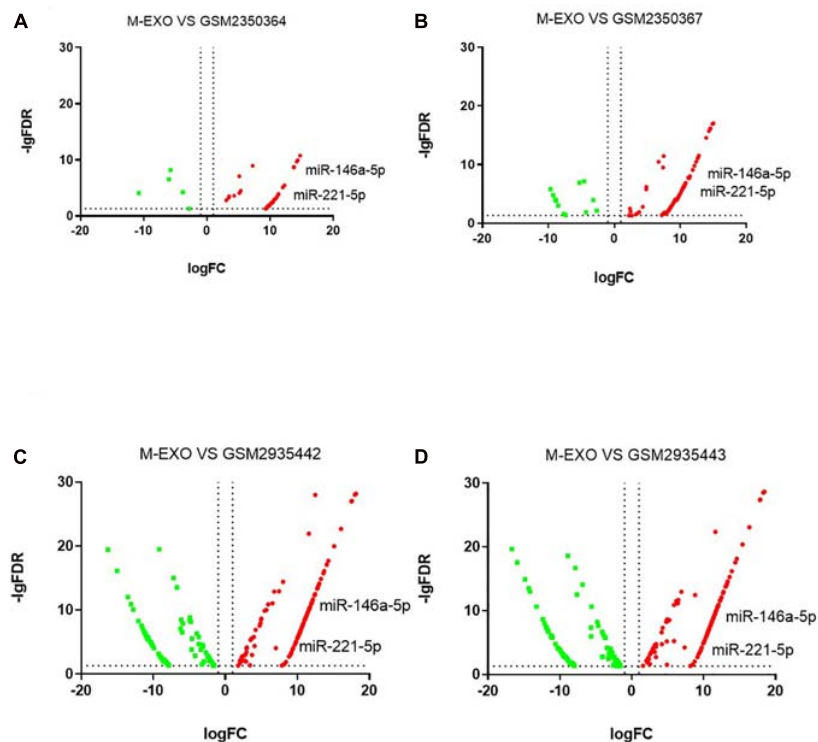 A
M-EXO VS GSM2350364
30
20
10
0
-lgFDR
miR-146a-5p
miR-221-5p
-20
-10
0
10
20
logFC
B
M-EXO VS GSM2350367
30
20
10
0
-lgFDR
miR-146a-5p
miR-221-5p
-20
-10
0
10
20
logFC
C
M-EXO VS GSM2935442
30
20
10
0
-lgFDR
miR-146a-5p
miR-221-5p
-20
-10
0
10
20
logFC
D
M-EXO VS GSM2935443
30
20
10
0
-lgFDR
miR-146a-5p
miR-221-5p
-20
-10
0
10
20
logFC